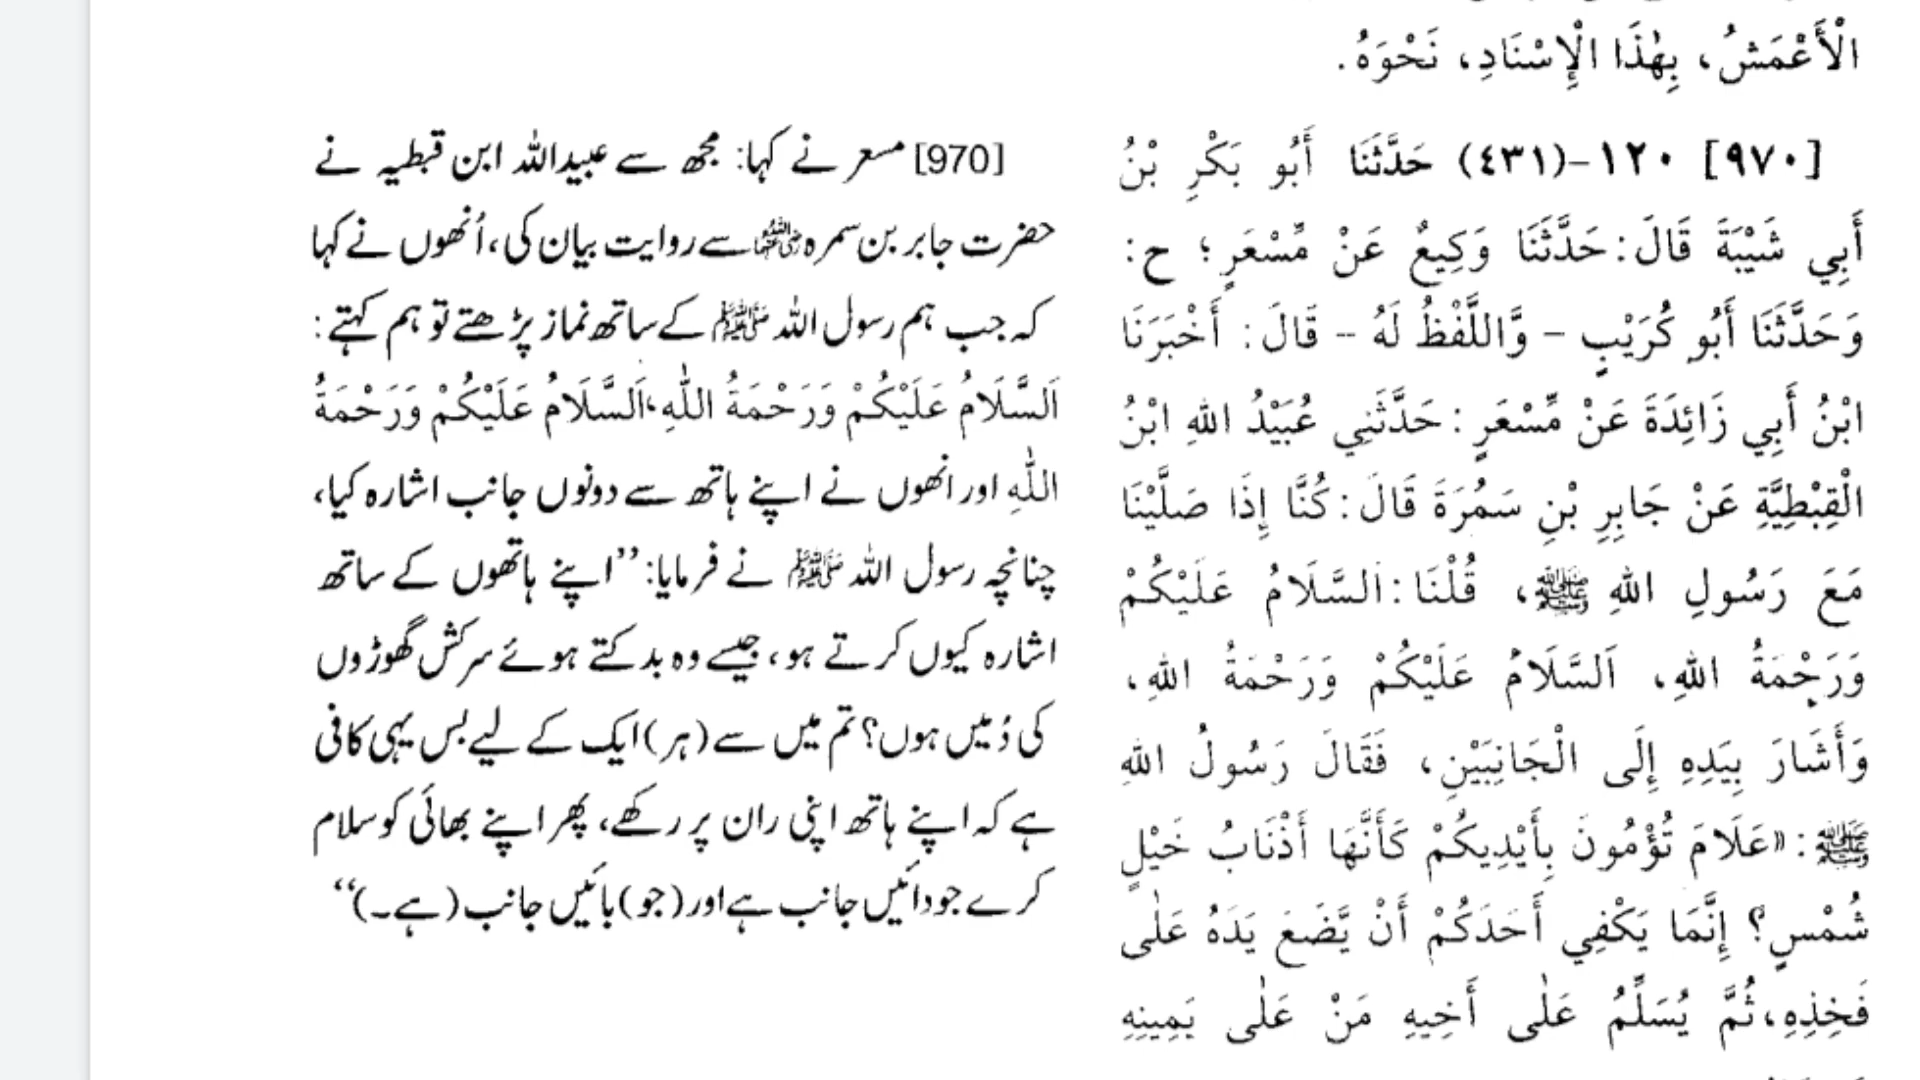 الْأَعْمَشُ، بِهٰذَا الْإِسْنَادِ، نَحْوَهُ.
[٩٧٠] ١٢٠-(٤٣١) حَدَّثَنَا أَبُو بَكْرِ بْنُ
أَبِي شَيْبَةَ قَالَ: حَدَّثَنَا وَكِيعٌ عَنْ مِّسْعَرٍ؛ ح:
وَحَدَّثَنَا أَبُو كُرَيْبٍ – وَّاللَّفْظُ لَهُ – قَالَ: أَخْبَرَنَا
ابْنُ أَبِي زَائِدَةَ عَنْ مِّسْعَرٍ: حَدَّثَنِي عُبَيْدُ اللهِ ابْنُ
الْقِبْطِيَّةِ عَنْ جَابِرِ بْنِ سَمُرَةَ قَالَ: كُنَّا إِذَا صَلَّيْنَا
مَعَ رَسُولِ اللهِ ﷺ، قُلْنَا: اَلسَّلَامُ عَلَيْكُمْ
وَرَحْمَةُ اللهِ، اَلسَّلَامُ عَلَيْكُمْ وَرَحْمَةُ اللهِ،
وَأَشَارَ بِيَدِهِ إِلَى الْجَانِبَيْنِ، فَقَالَ رَسُولُ اللهِ
ﷺ: «عَلَامَ تُؤْمُونَ بِأَيْدِيكُمْ كَأَنَّهَا أَذْنَابُ خَيْلٍ
شُمْسٍ؟ إِنَّمَا يَكْفِي أَحَدَكُمْ أَنْ يَّضَعَ يَدَهُ عَلٰى
فَخِذِهِ، ثُمَّ يُسَلِّمُ عَلٰى أَخِيهِ مَنْ عَلٰى يَمِينِهِ
[970] مسعر نے کہا: مجھ سے عبیداللہ ابن قبطیہ نے
حضرت جابر بن سمرہ رضی اللہ عنہما سے روایت بیان کی، اُنھوں نے کہا
کہ جب ہم رسول اللہ ﷺ کے ساتھ نماز پڑھتے تو ہم کہتے:
اَلسَّلَامُ عَلَيْكُمْ وَرَحْمَةُ اللّٰهِ، اَلسَّلَامُ عَلَيْكُمْ وَرَحْمَةُ
اللّٰهِ اور انھوں نے اپنے ہاتھ سے دونوں جانب اشارہ کیا،
چنانچہ رسول اللہ ﷺ نے فرمایا: ’’اپنے ہاتھوں کے ساتھ
اشارہ کیوں کرتے ہو، جیسے وہ بدکتے ہوئے سرکش گھوڑوں
کی دُمیں ہوں؟ تم میں سے (ہر) ایک کے لیے بس یہی کافی
ہے کہ اپنے ہاتھ اپنی ران پر رکھے، پھر اپنے بھائی کو سلام
کرے جو دائیں جانب ہے اور (جو) بائیں جانب (ہے۔)‘‘